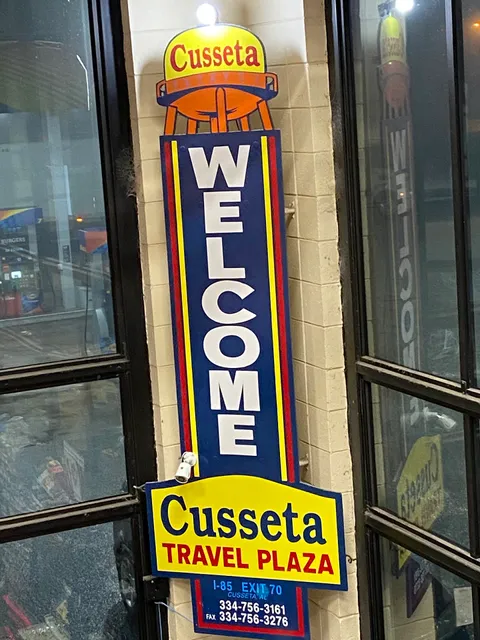 Cusseta
WELCOME
Cusseta
TRAVEL PLAZA
I-85 EXIT 70
CUSSETA, AL
334-756-3161
FAX 334-756-3276